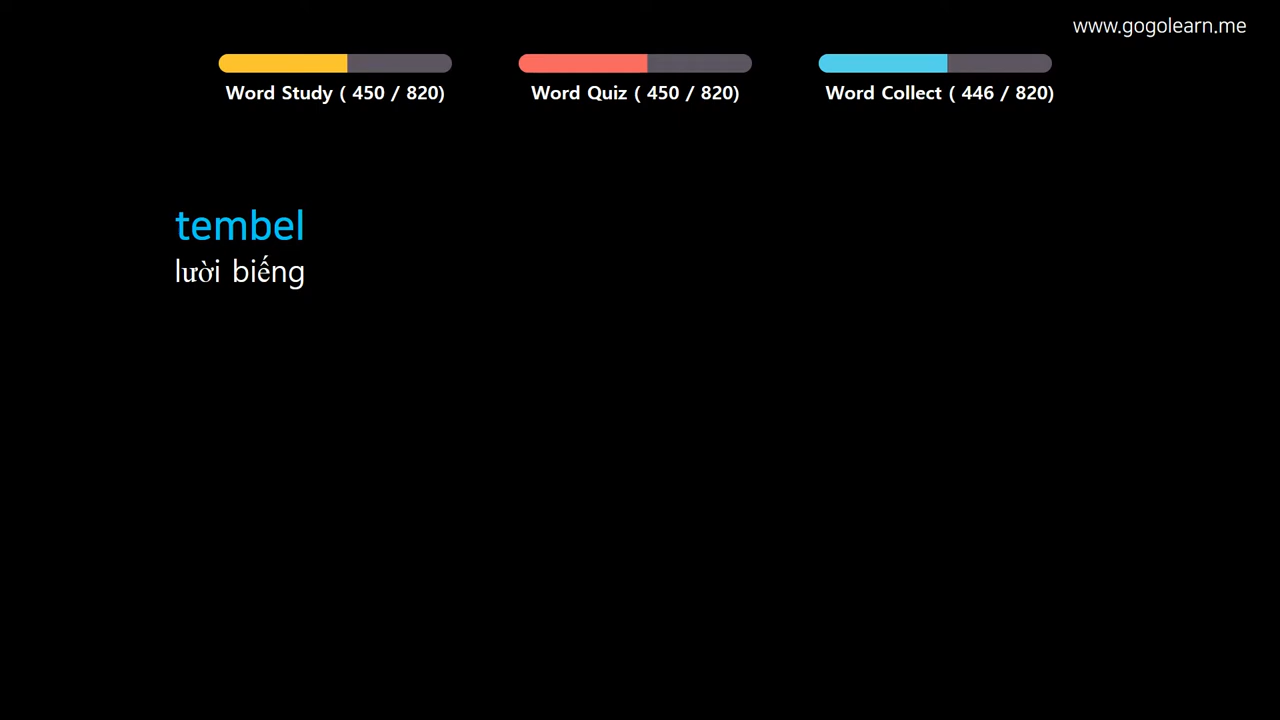 www.gogolearn.me
Word Study ( 450 / 820)
Word Quiz ( 450 / 820)
Word Collect ( 446 / 820)
tembel
lười biếng